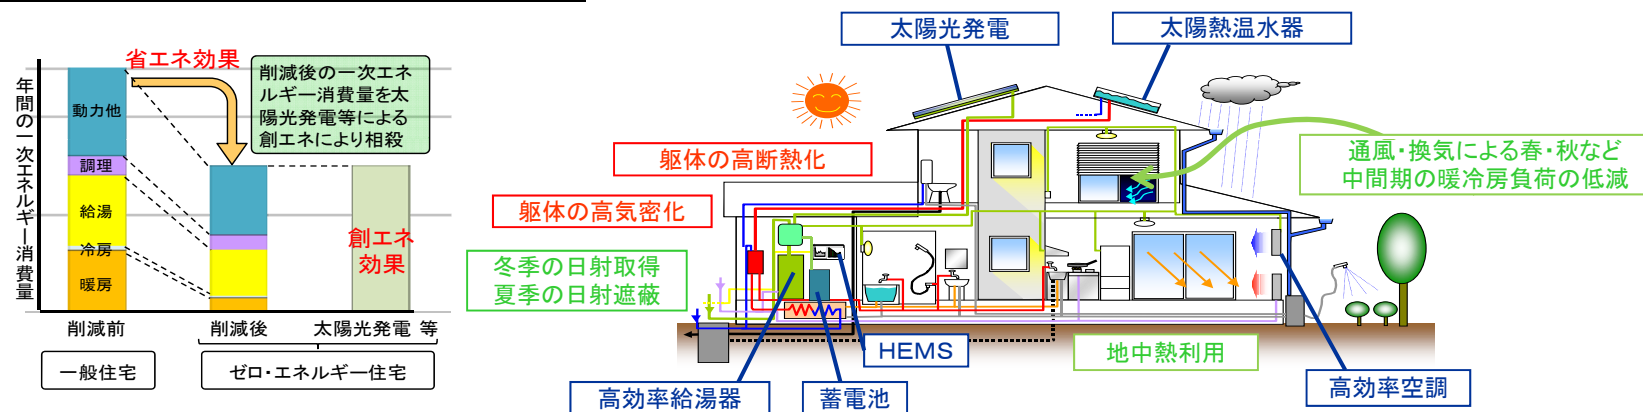 年間の一次エネルギー消費量
省エネ効果
削減後の一次エネ
ルギー消費量を太
陽光発電等による
創エネにより相殺
動力他
調理
給湯
冷房
暖房
創エネ
効果
削減前
削減後
太陽光発電 等
一般住宅
ゼロ・エネルギー住宅
太陽光発電
太陽熱温水器
躯体の高断熱化
躯体の高気密化
冬季の日射取得
夏季の日射遮蔽
通風・換気による春・秋など
中間期の暖冷房負荷の低減
HEMS
地中熱利用
高効率給湯器
蓄電池
高効率空調